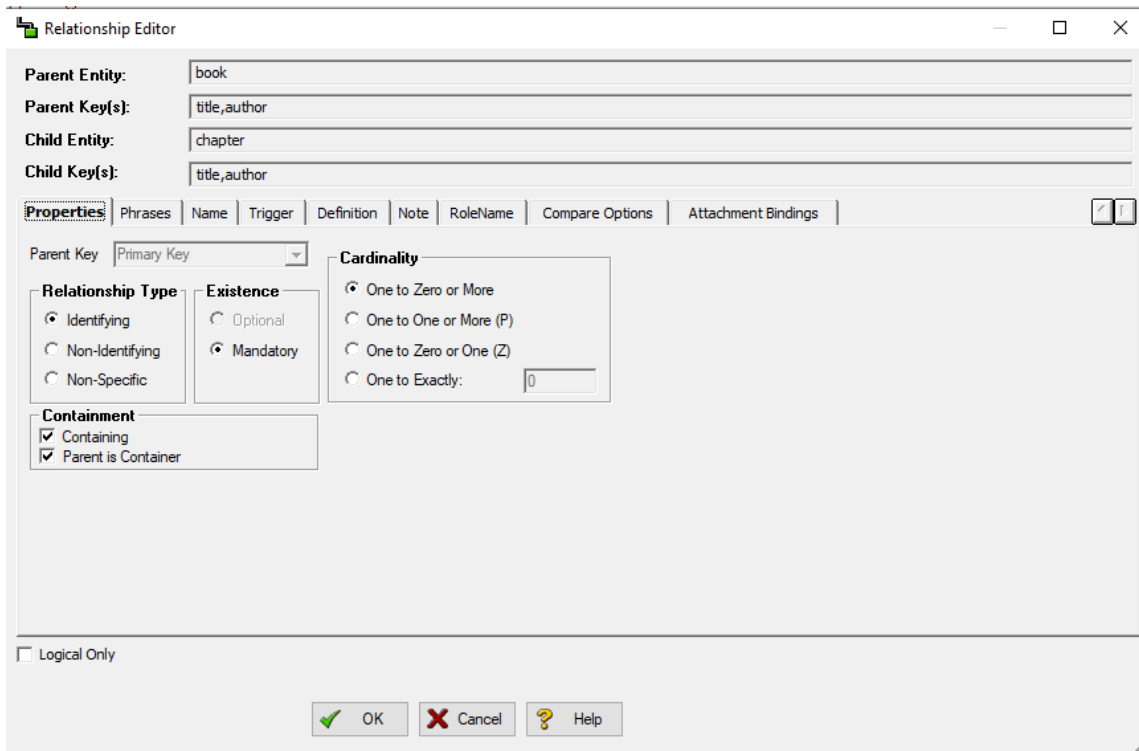 Relationship Editor
Parent Entity: book
Parent Key(s): title,author
Child Entity: chapter
Child Key(s): title,author
Properties Phrases Name Trigger Definition Note RoleName Compare Options Attachment Bindings
Parent Key Primary Key
Relationship Type
Identifying
Non-Identifying
Non-Specific
Existence
Optional
Mandatory
Cardinality
One to Zero or More
One to One or More (P)
One to Zero or One (Z)
One to Exactly: 0
Containment
Containing
Parent is Container
Logical Only
OK Cancel Help